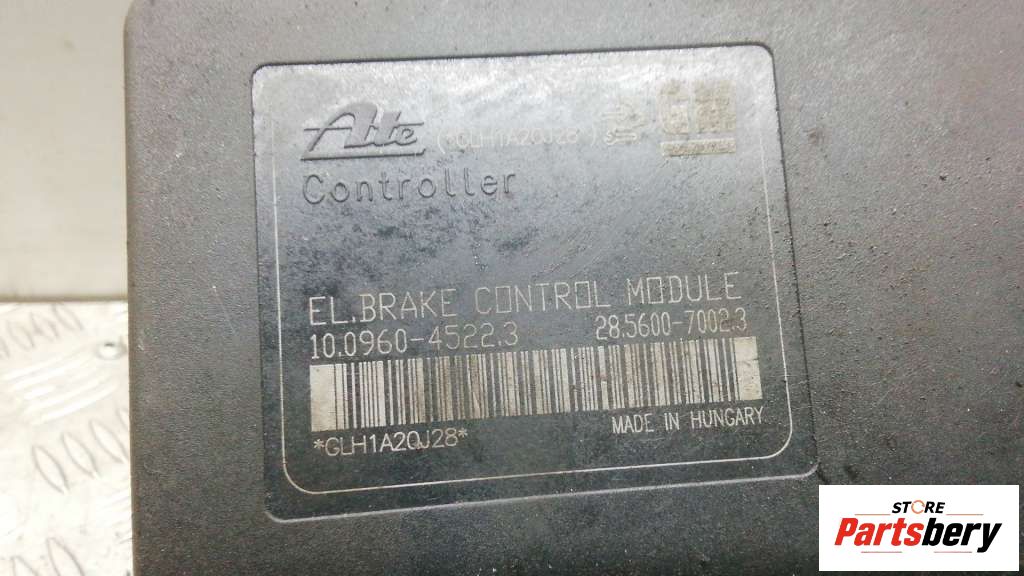 Ate (GLH1A20J28)
Controller
EL.BRAKE CONTROL MODULE
10.0960-4522.3 28.5600-7002.3
*GLH1A20J28*
MADE IN HUNGARY
STORE
Partsbery